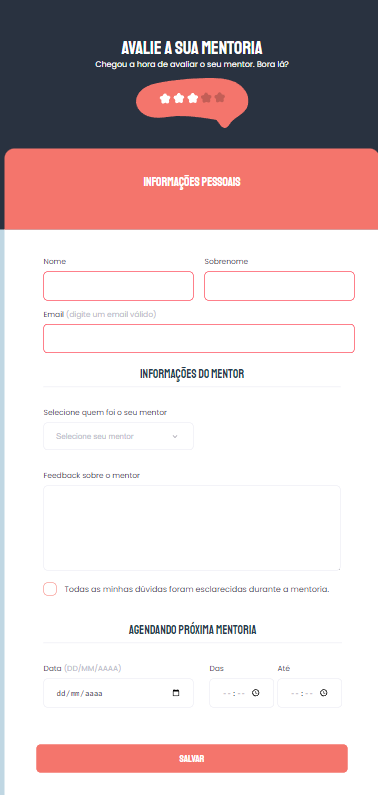 AVALIE A SUA MENTORIA
Chegou a hora de avaliar o seu mentor. Bora lá?
INFORMAÇÕES PESSOAIS
Nome Sobrenome
Email (digite um email válido)
INFORMAÇÕES DO MENTOR
Selecione quem foi o seu mentor
Selecione seu mentor
Feedback sobre o mentor
Todas as minhas dúvidas foram esclarecidas durante a mentoria.
AGENDANDO PRÓXIMA MENTORIA
Data (DD/MM/AAAA) Das Até
dd/mm/aaaa --:-- --:--
SALVAR